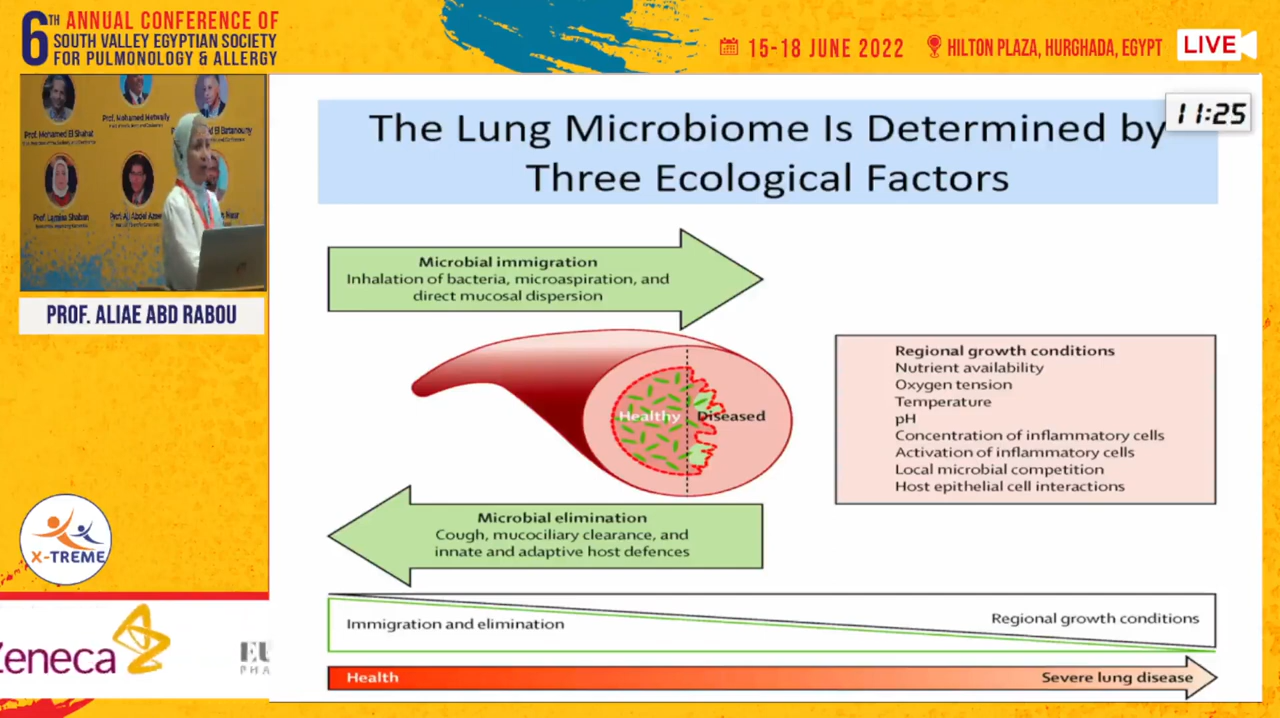 6TH ANNUAL CONFERENCE OF
SOUTH VALLEY EGYPTIAN SOCIETY
FOR PULMONOLOGY & ALLERGY
15-18 JUNE 2022
HILTON PLAZA, HURGHADA, EGYPT
LIVE
Prof. Mohamed El Shahat
Prof. Mohamed Metwally
El Batanouny
Prof. Lamiaa Shaban
PROF. ALIAE ABD RABOU
X-TREME
Zeneca
EU
PHA
11:25
The Lung Microbiome Is Determined by
Three Ecological Factors
Microbial immigration
Inhalation of bacteria, microaspiration, and
direct mucosal dispersion
Healthy
Diseased
Regional growth conditions
Nutrient availability
Oxygen tension
Temperature
pH
Concentration of inflammatory cells
Activation of inflammatory cells
Local microbial competition
Host epithelial cell interactions
Microbial elimination
Cough, mucociliary clearance, and
innate and adaptive host defences
Immigration and elimination
Regional growth conditions
Health
Severe lung disease